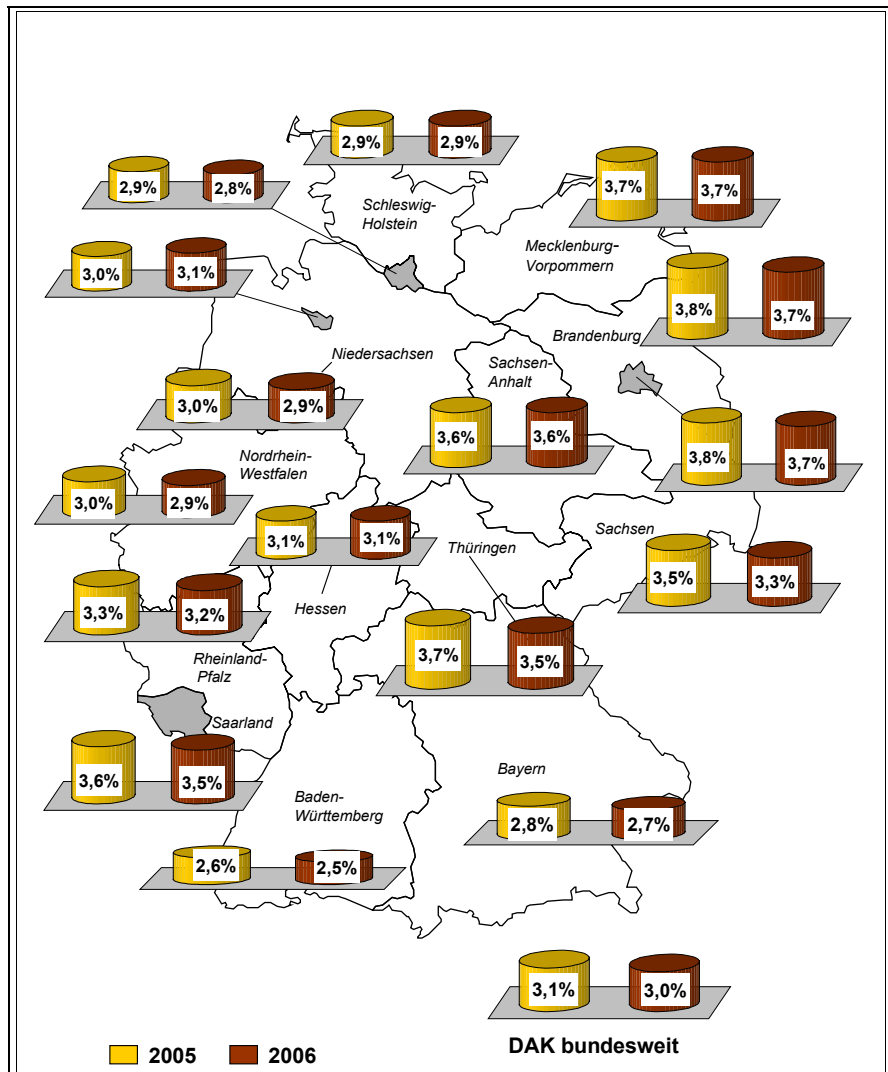 2,9% 2,9%
2,9% 2,8%
Schleswig-
Holstein
3,7% 3,7%
Mecklenburg-
Vorpommern
3,0% 3,1%
3,8% 3,7%
Brandenburg
Niedersachsen
Sachsen-
Anhalt
3,0% 2,9%
3,6% 3,6%
3,8% 3,7%
Nordrhein-
Westfalen
3,0% 2,9%
3,1% 3,1%
Thüringen
Sachsen
3,5% 3,3%
Hessen
3,3% 3,2%
3,7% 3,5%
Rheinland-
Pfalz
Saarland
3,6% 3,5%
Bayern
2,8% 2,7%
Baden-
Württemberg
2,6% 2,5%
3,1% 3,0%
DAK bundesweit
2005 2006